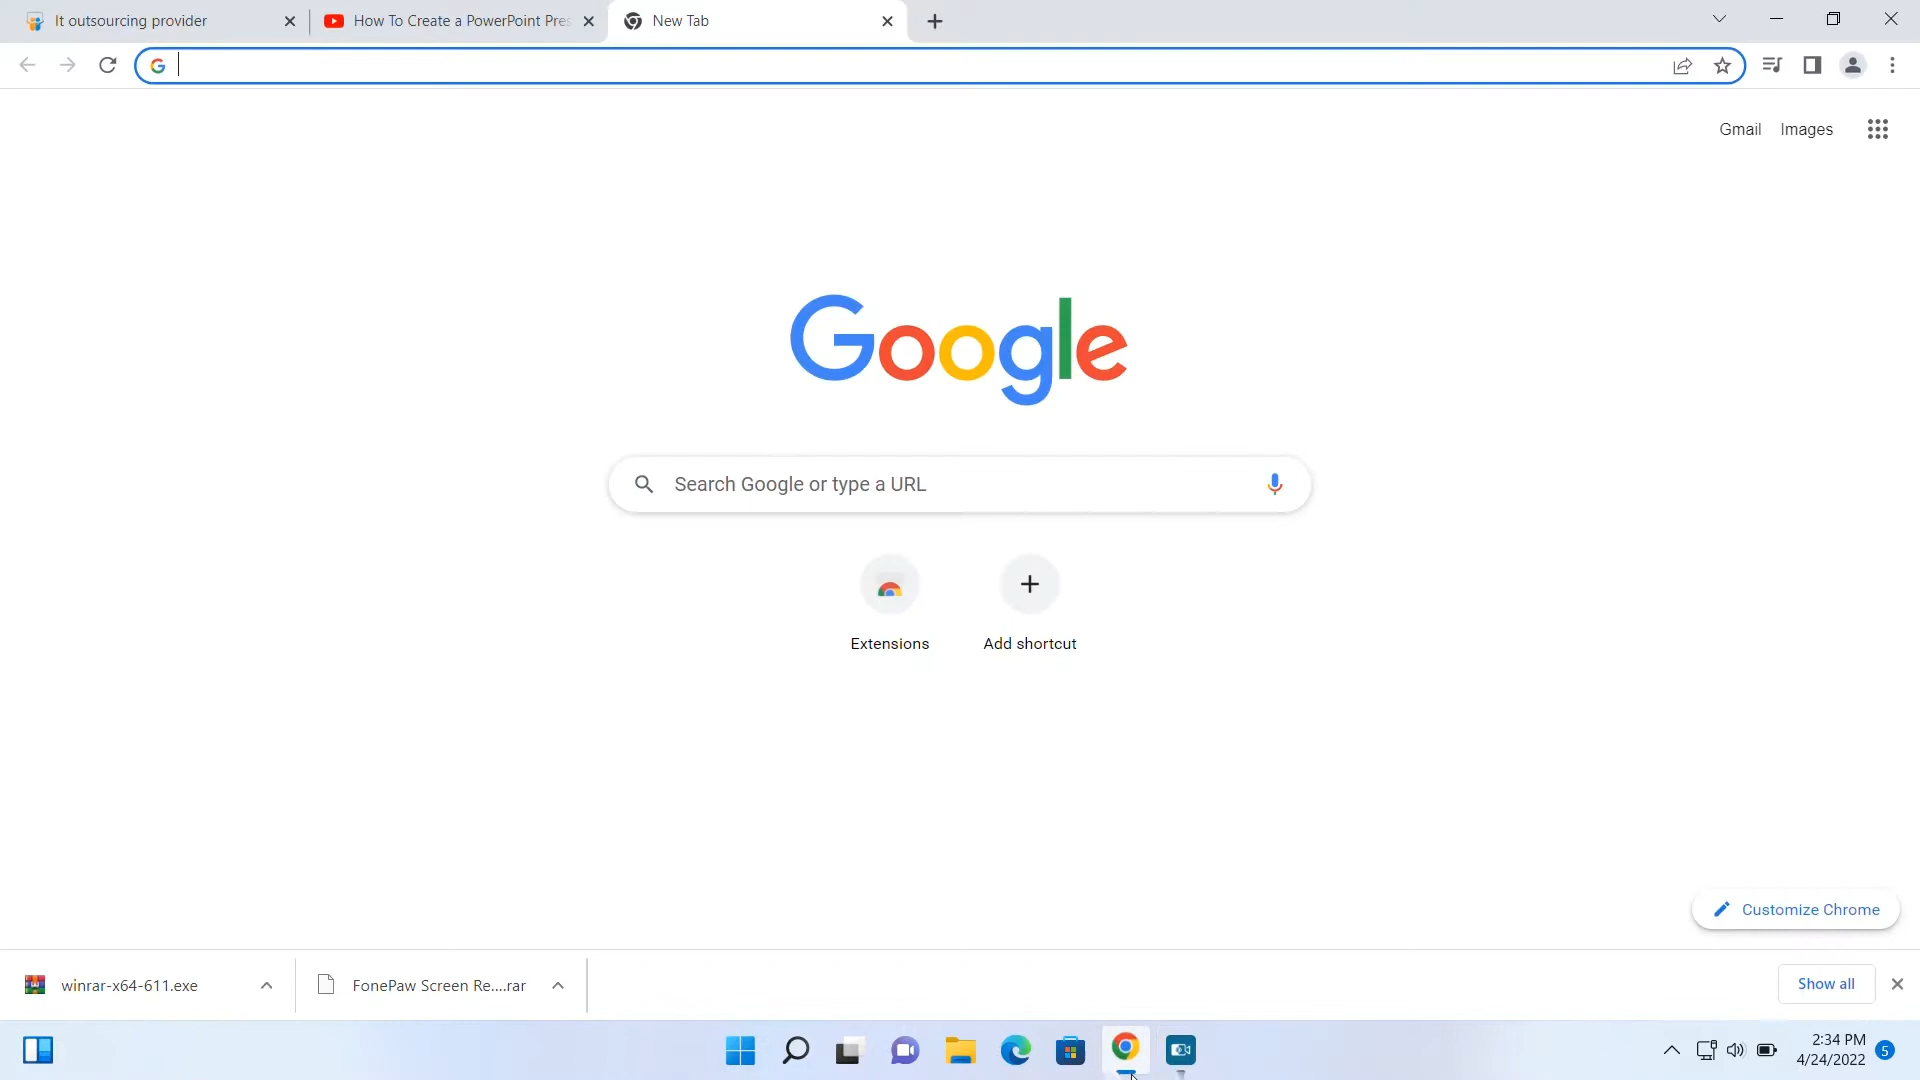 It outsourcing provider
How To Create a PowerPoint Pres
New Tab
Gmail
Images
Google
Search Google or type a URL
Extensions
Add shortcut
Customize Chrome
winrar-x64-611.exe
FonePaw Screen Re....rar
Show all
2:34 PM
4/24/2022
5